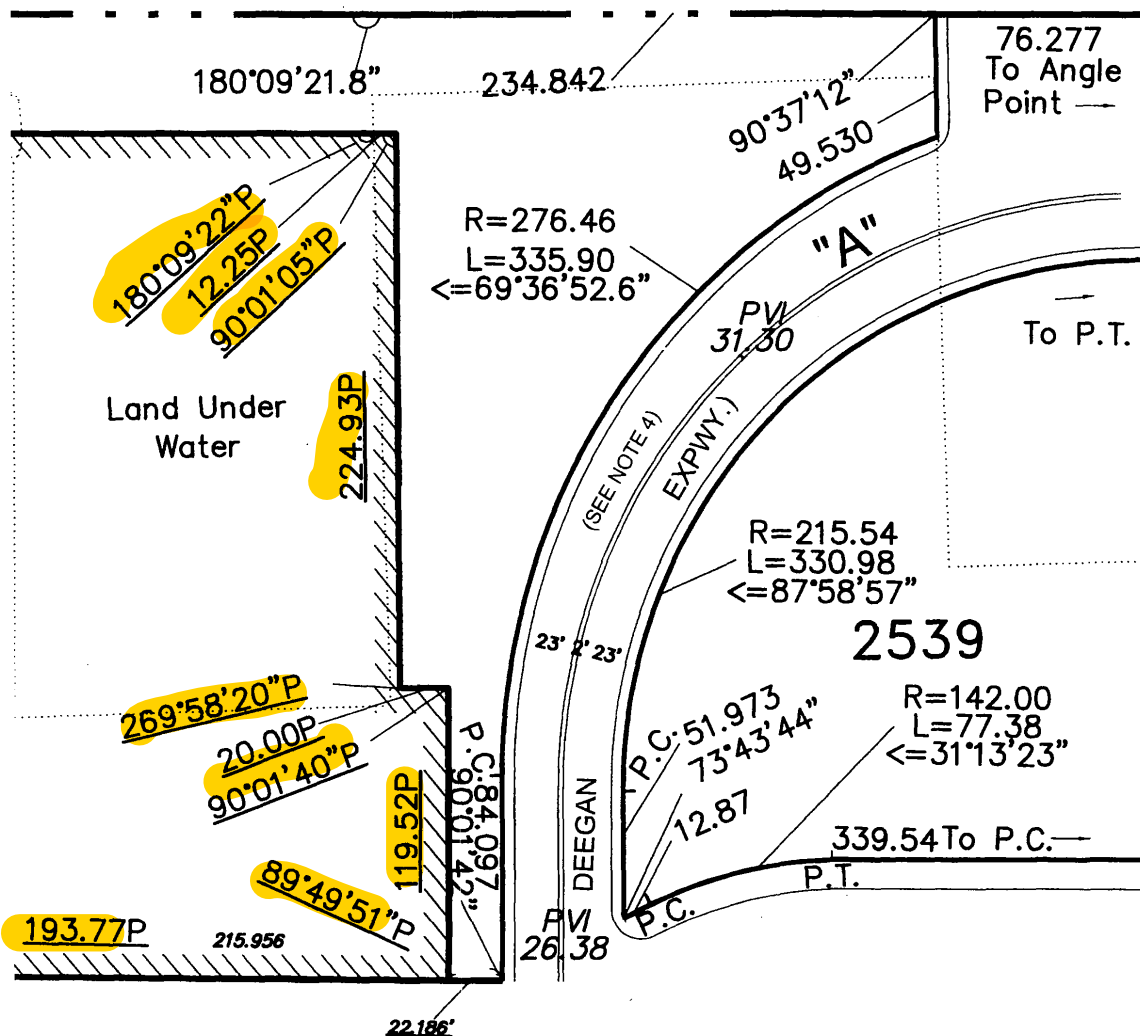 180°09'21.8"
234.842
90°37'12"
49.530
76.277
To Angle
Point
180°09'22"P
12.25P
90°01'05"P
R=276.46
L=335.90
<=69°36'52.6"
"A"
PVI
31.30
To P.T.
Land Under
Water
224.93P
(SEE NOTE 4)
EXPWY.)
R=215.54
L=330.98
<=87°58'57"
23' 2' 23'
2539
269°58'20"P
20.00P
90°01'40"P
P.C.
51.973
73°43'44"
12.87
R=142.00
L=77.38
<=31°13'23"
P.C. 84.097
90°01'42"
119.52P
DEEGAN
339.54 To P.C.
P.T.
P.C.
89°49'51"P
193.77P
215.956
PVI
26.38
22.186'